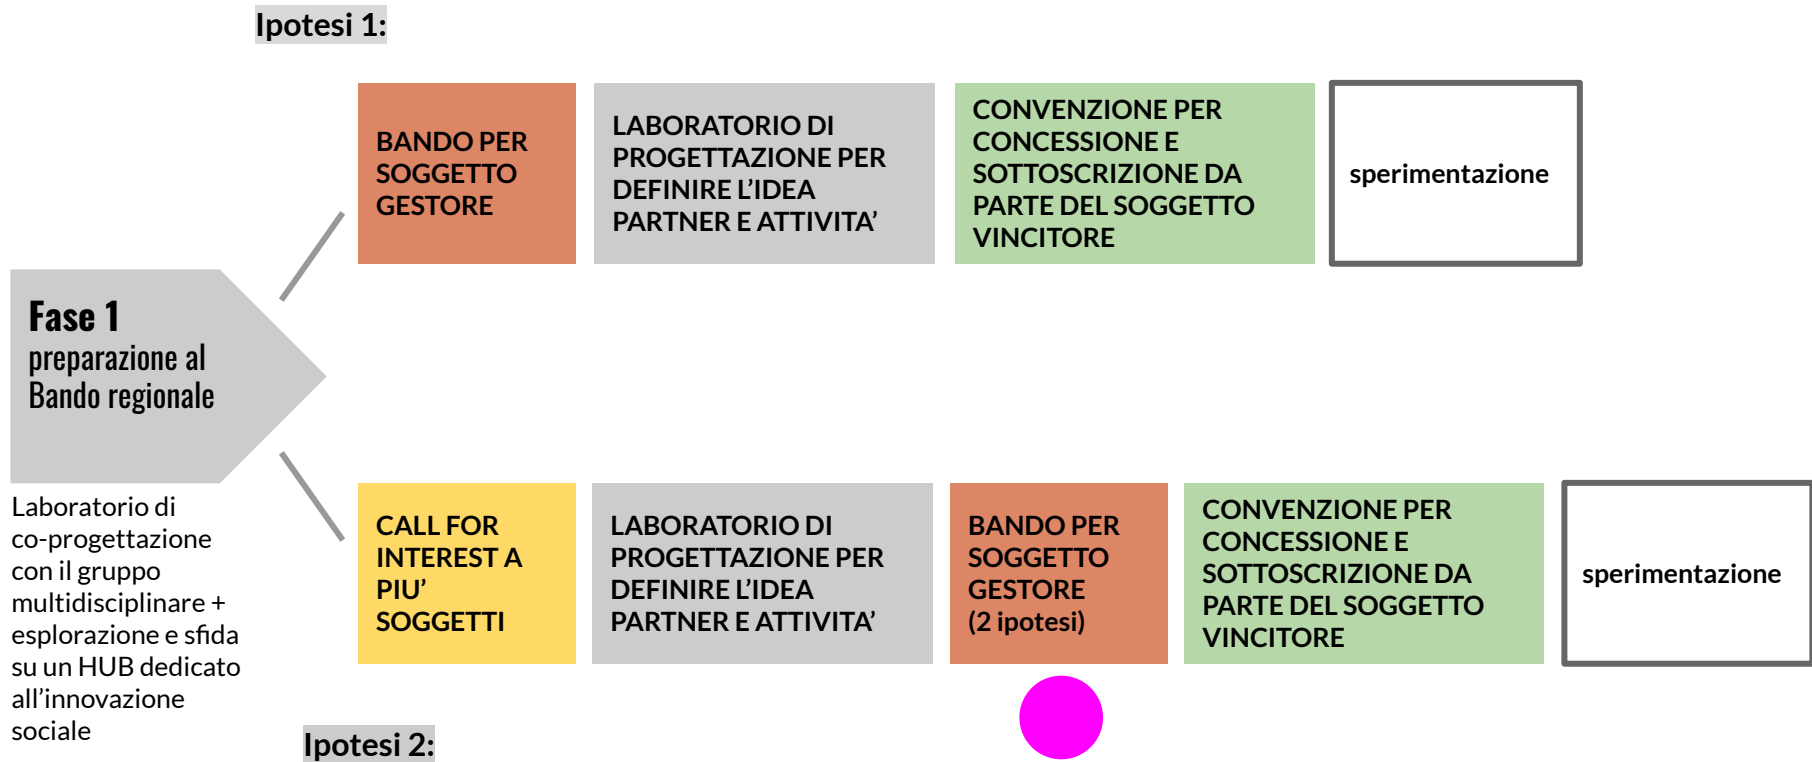 Ipotesi 1:
BANDO PER
SOGGETTO
GESTORE
LABORATORIO DI
PROGETTAZIONE PER
DEFINIRE L’IDEA
PARTNER E ATTIVITA’
CONVENZIONE PER
CONCESSIONE E
SOTTOSCRIZIONE DA
PARTE DEL SOGGETTO
VINCITORE
sperimentazione
Fase 1
preparazione al
Bando regionale
Laboratorio di
co-progettazione
con il gruppo
multidisciplinare +
esplorazione e sfida
su un HUB dedicato
all’innovazione
sociale
CALL FOR
INTEREST A
PIU’
SOGGETTI
LABORATORIO DI
PROGETTAZIONE PER
DEFINIRE L’IDEA
PARTNER E ATTIVITA’
BANDO PER
SOGGETTO
GESTORE
(2 ipotesi)
CONVENZIONE PER
CONCESSIONE E
SOTTOSCRIZIONE DA
PARTE DEL SOGGETTO
VINCITORE
sperimentazione
Ipotesi 2: